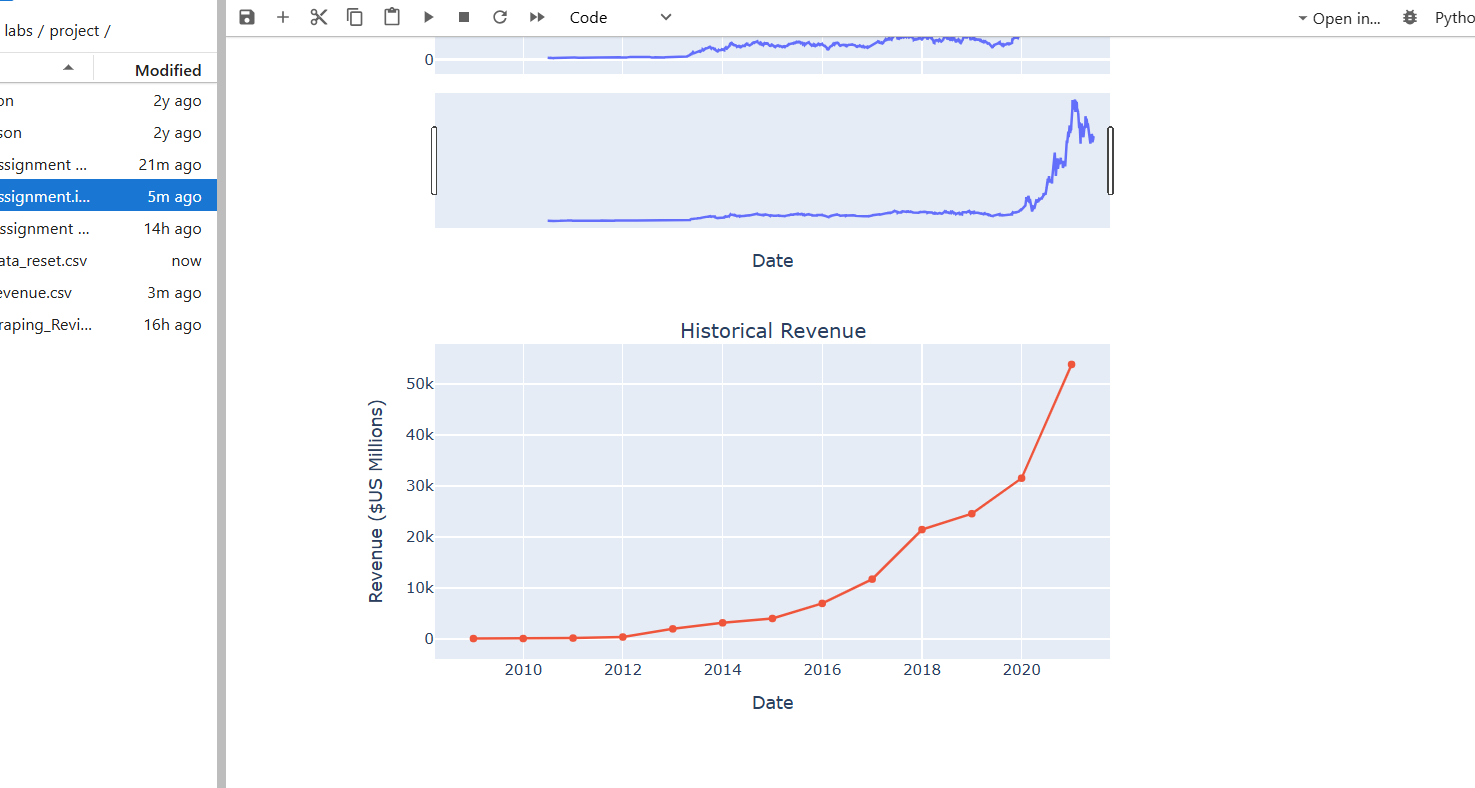 labs / project /
Code
Open in...
Pytho
Modified
on 2y ago
son 2y ago
ssignment ... 21m ago
ssignment.i... 5m ago
ssignment ... 14h ago
ata_reset.csv now
evenue.csv 3m ago
raping_Revi... 16h ago
0
Date
Historical Revenue
Revenue ($US Millions)
50k
40k
30k
20k
10k
0
2010 2012 2014 2016 2018 2020
Date